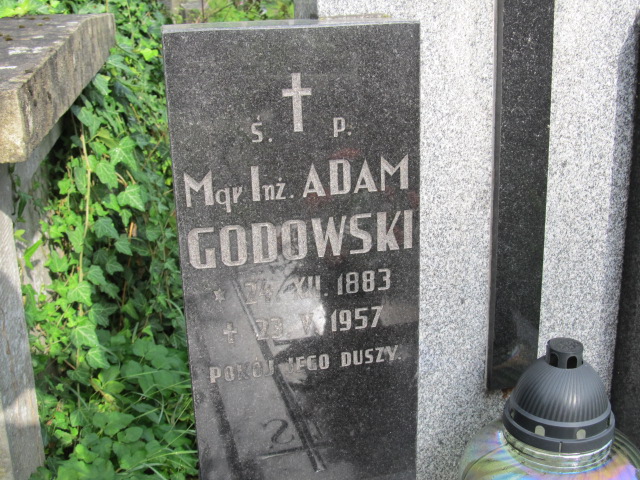 Ś. P.
Mgr Inż. ADAM
GODOWSKI
* 24. XII. 1883
+ 23. V. 1957
POKÓJ JEGO DUSZY.